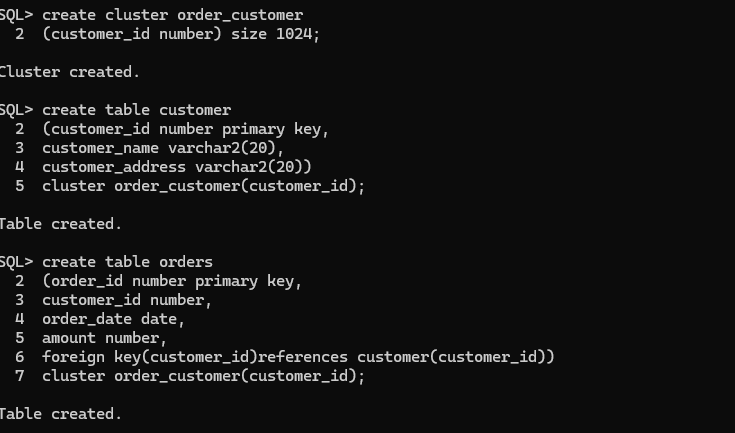 SQL> create cluster order_customer
2 (customer_id number) size 1024;
Cluster created.
SQL> create table customer
2 (customer_id number primary key,
3 customer_name varchar2(20),
4 customer_address varchar2(20))
5 cluster order_customer(customer_id);
Table created.
SQL> create table orders
2 (order_id number primary key,
3 customer_id number,
4 order_date date,
5 amount number,
6 foreign key(customer_id)references customer(customer_id))
7 cluster order_customer(customer_id);
Table created.